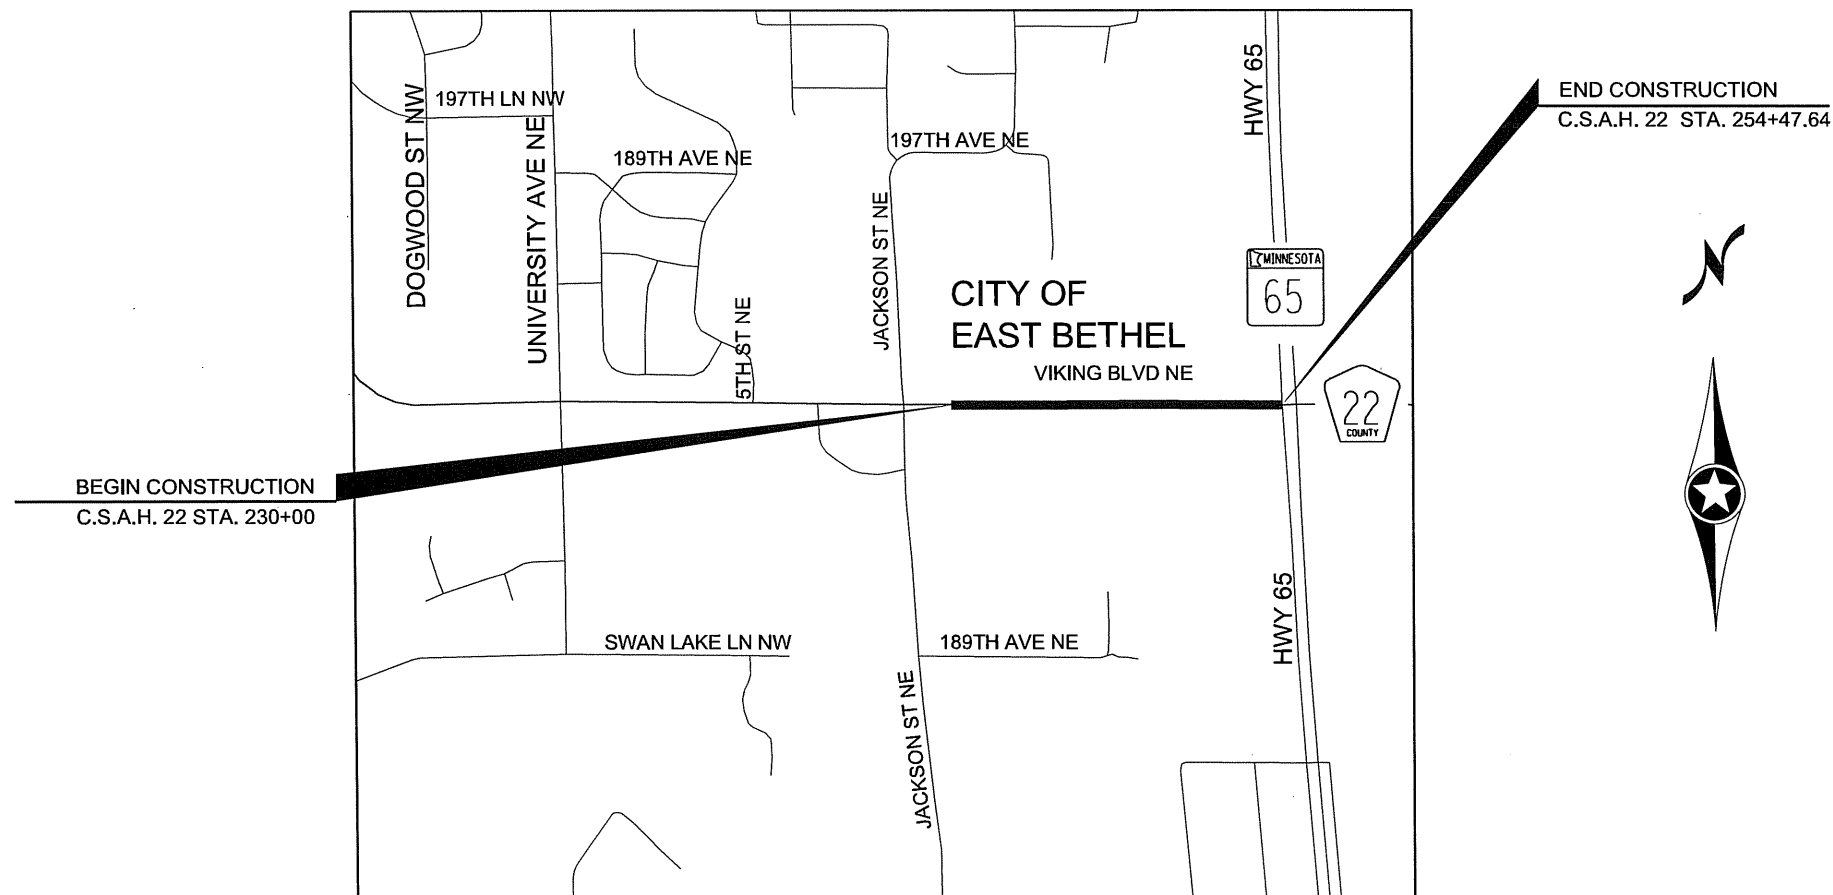 HWY 65
END CONSTRUCTION
C.S.A.H. 22 STA. 254+47.64
DOGWOOD ST NW
197TH LN NW
UNIVERSITY AVE NE
189TH AVE NE
197TH AVE NE
JACKSON ST NE
N
MINNESOTA
65
CITY OF
EAST BETHEL
5TH ST NE
VIKING BLVD NE
22
COUNTY
BEGIN CONSTRUCTION
C.S.A.H. 22 STA. 230+00
HWY 65
SWAN LAKE LN NW
189TH AVE NE
JACKSON ST NE